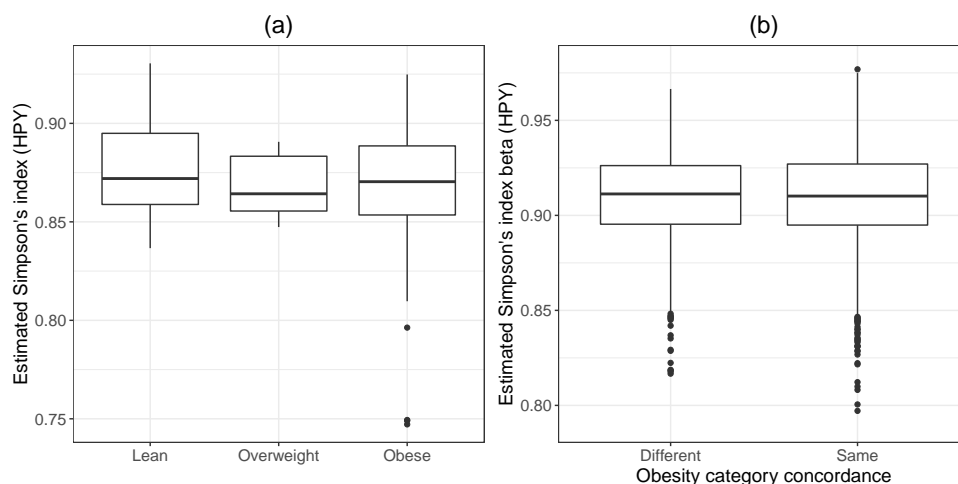 (a)
Estimated Simpson's index (HPY)
0.90
0.85
0.80
0.75
Lean Overweight Obese
(b)
Estimated Simpson's index beta (HPY)
0.95
0.90
0.85
0.80
Different Same
Obesity category concordance